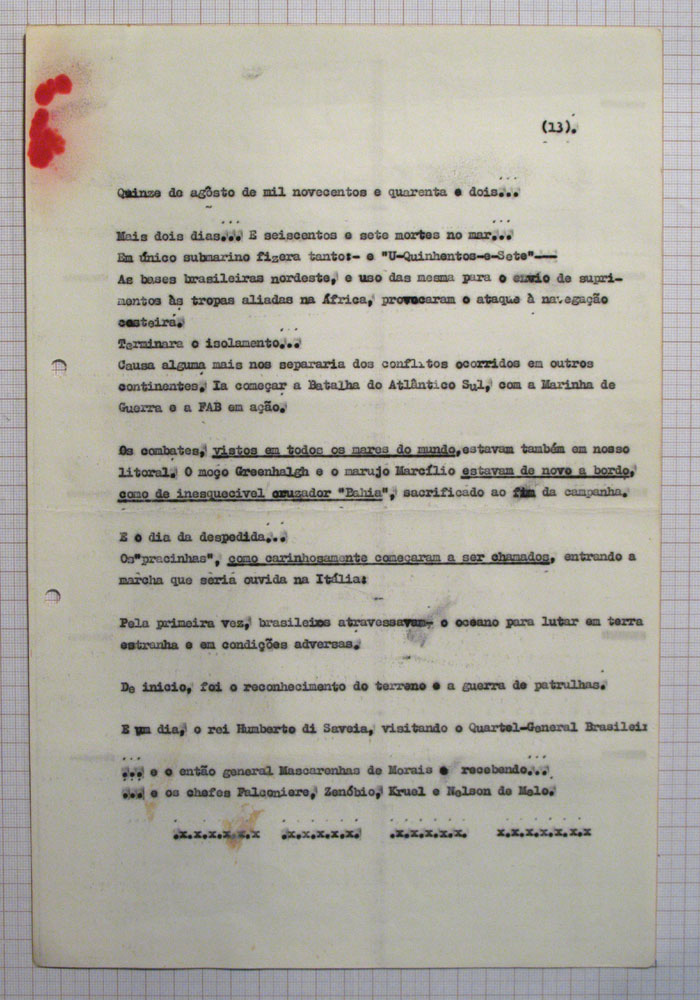 (13).
Quinze de agôsto de mil novecentos e quarenta e dois...
Mais dois dias... E seiscentos e sete mortes no mar...
Em único submarino fizera tanto:- e "U-Quinhentos-e-Sete"---
As bases brasileiras nordeste, e uso das mesma para o envio de supri-
mentos às tropas aliadas na África, provocaram o ataque à navegação
costeira.
Terminara o isolamento...
Causa alguma mais nos separaria dos conflitos ocorridos em outros
continentes. Ia começar a Batalha do Atlântico Sul, com a Marinha de
Guerra e a FAB em ação.
Os combates, vistos em todos os mares do mundo,estavam também em nosso
litoral. O moço Greenhalgh e o marujo Marcílio estavam de novo a bordo,
como de inesquecivel cruzador "Bahia", sacrificado ao fim da campanha.
E o dia da despedida...
Os"pracinhas", como carinhosamente começaram a ser chamados, entrando a
marcha que seria ouvida na Itália:
Pela primeira vez, brasileiros atravessavam- o oceano para lutar em terra
estranha e em condições adversas.
De inicio, foi o reconhecimento do terreno e a guerra de patrulhas.
E um dia, o rei Humberto di Savoia, visitando o Quartel-General Brasilei
... e o então general Mascarenhas de Morais e recebendo...
... e os chefes Falconiere, Zenóbio, Kruel e Nelson de Melo.
.x.x.x.x.x.x .x.x.x.x.x. .x.x.x.x.x. x.x.x.x.x.x.x